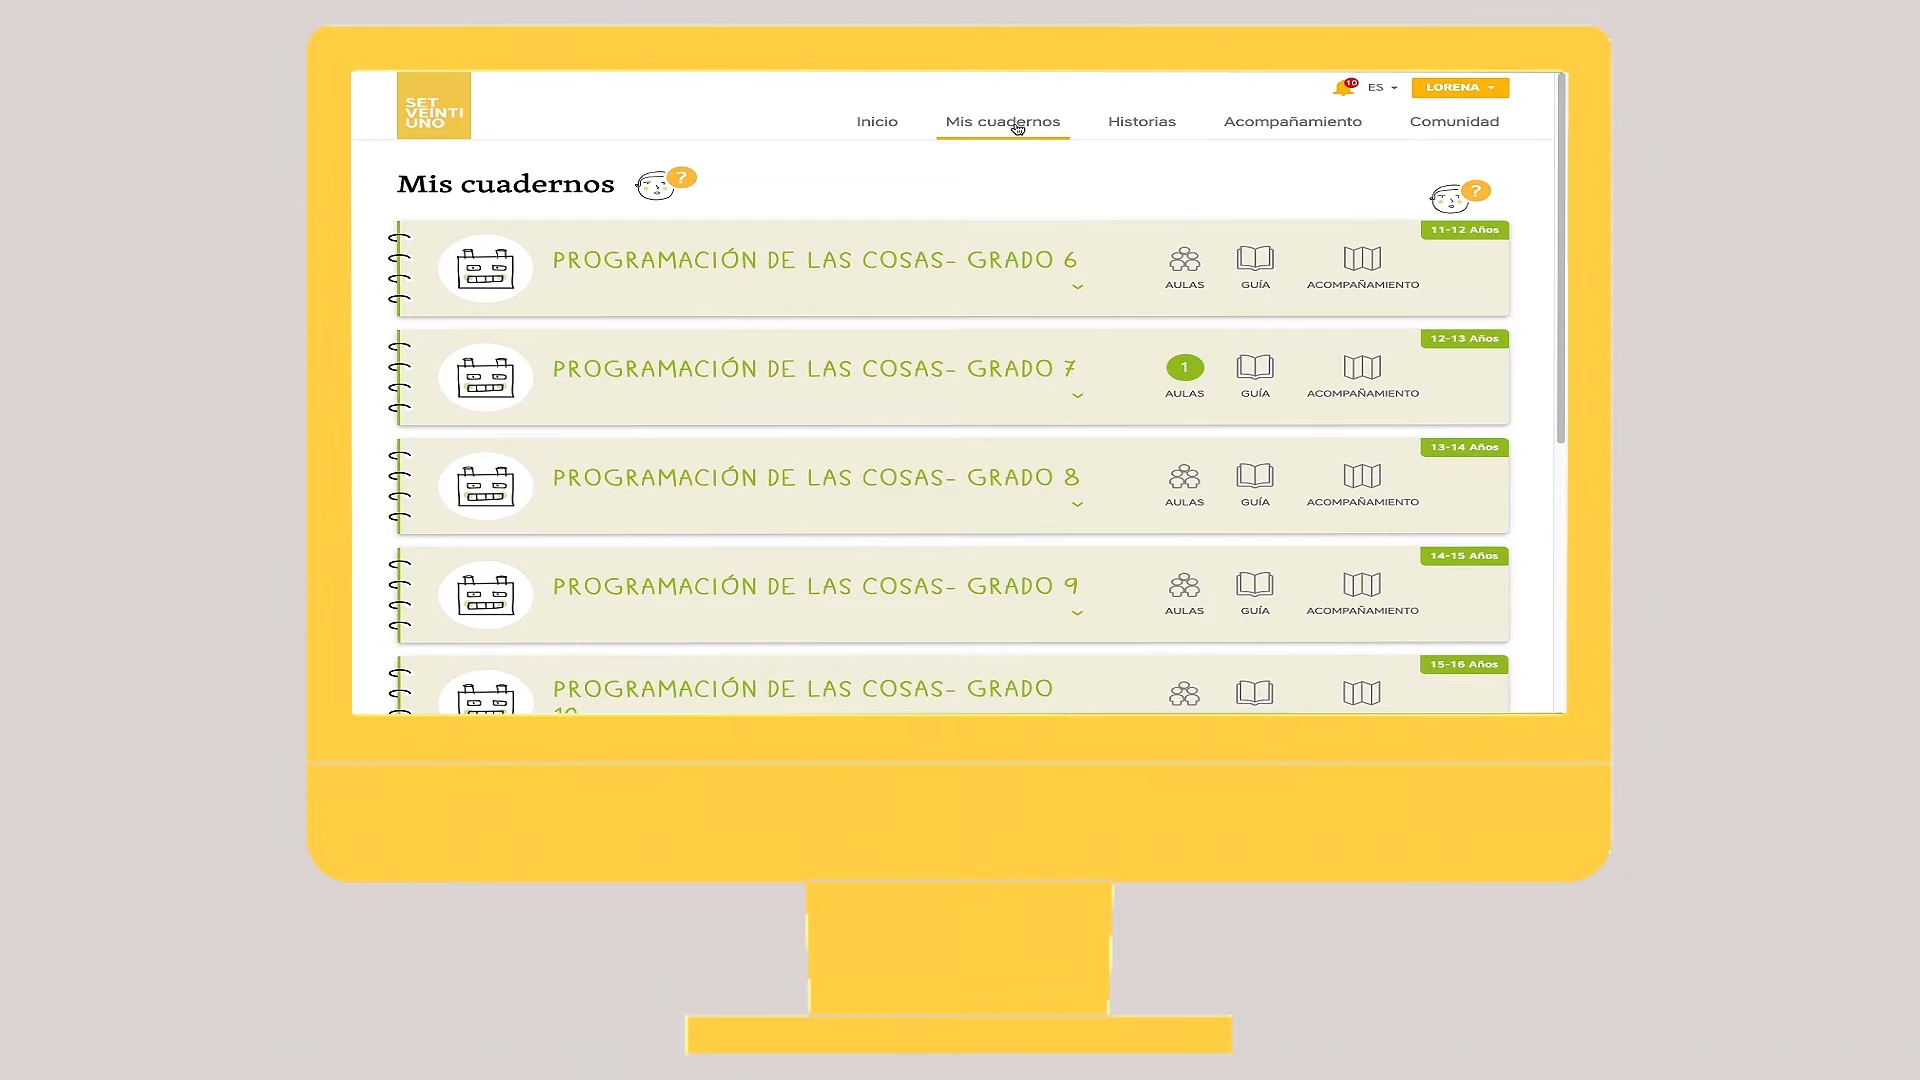 SET
VEINTI
UNO
10
ES
LORENA
Inicio
Mis cuadernos
Historias
Acompañamiento
Comunidad
Mis cuadernos
?
?
11-12 Años
PROGRAMACIÓN DE LAS COSAS- GRADO 6
AULAS
GUÍA
ACOMPAÑAMIENTO
12-13 Años
PROGRAMACIÓN DE LAS COSAS- GRADO 7
1
AULAS
GUÍA
ACOMPAÑAMIENTO
13-14 Años
PROGRAMACIÓN DE LAS COSAS- GRADO 8
AULAS
GUÍA
ACOMPAÑAMIENTO
14-15 Años
PROGRAMACIÓN DE LAS COSAS- GRADO 9
AULAS
GUÍA
ACOMPAÑAMIENTO
15-16 Años
PROGRAMACIÓN DE LAS COSAS- GRADO
10